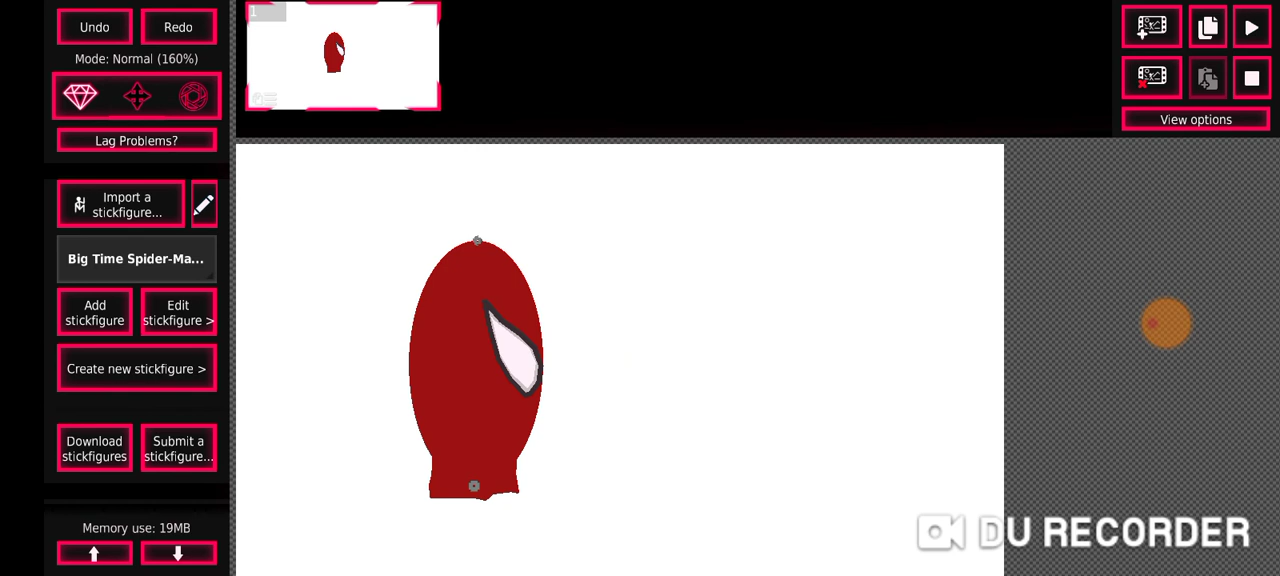 Undo
Redo
Mode: Normal (160%)
Lag Problems?
Import a
stickfigure...
Big Time Spider-Ma...
Add
stickfigure
Edit
stickfigure >
Create new stickfigure >
Download
stickfigures
Submit a
stickfigure...
Memory use: 19MB
1
View options
DU RECORDER